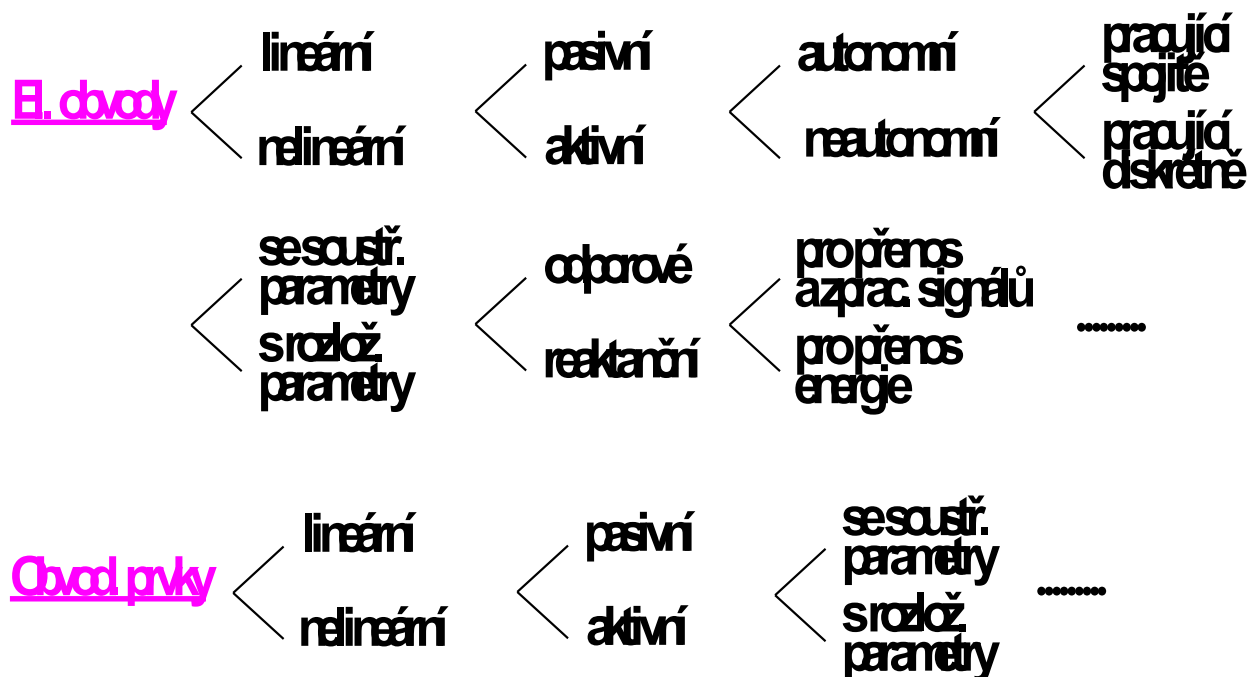 El. obvody
lineární
nelineární
pasivní
aktivní
autonomní
neautonomní
pracující
spojitě
pracující
diskrétně
se soustř.
parametry
s rozlož.
parametry
odporové
reaktanční
pro přenos
a zprac. signálů
pro přenos
energie
.........
Obvod. prvky
lineární
nelineární
pasivní
aktivní
se soustř.
parametry
s rozlož.
parametry
.........